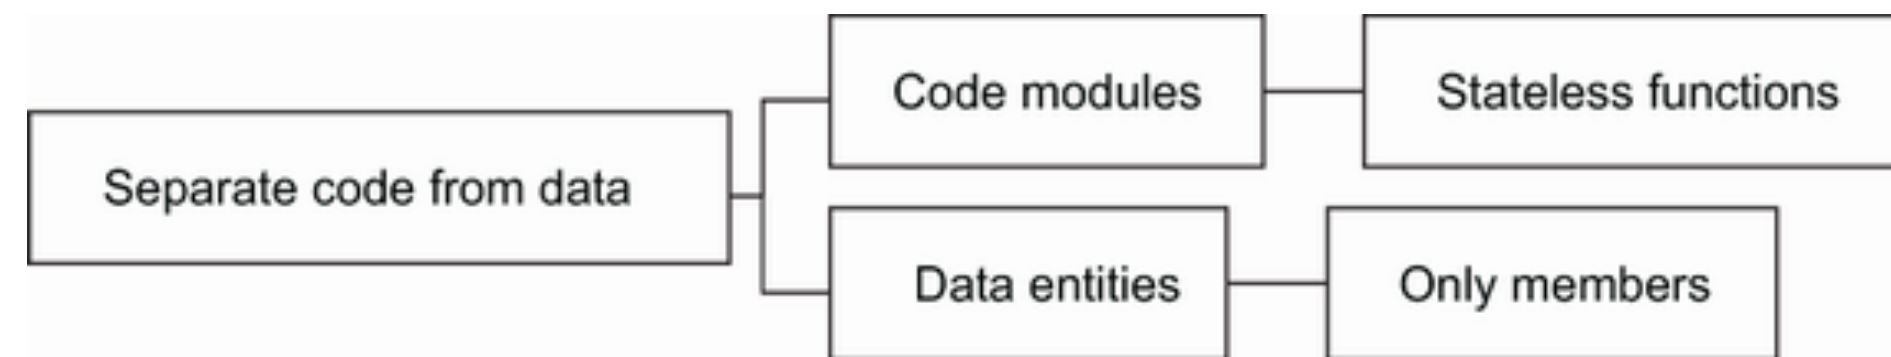 Separate code from data
Code modules
Stateless functions
Data entities
Only members